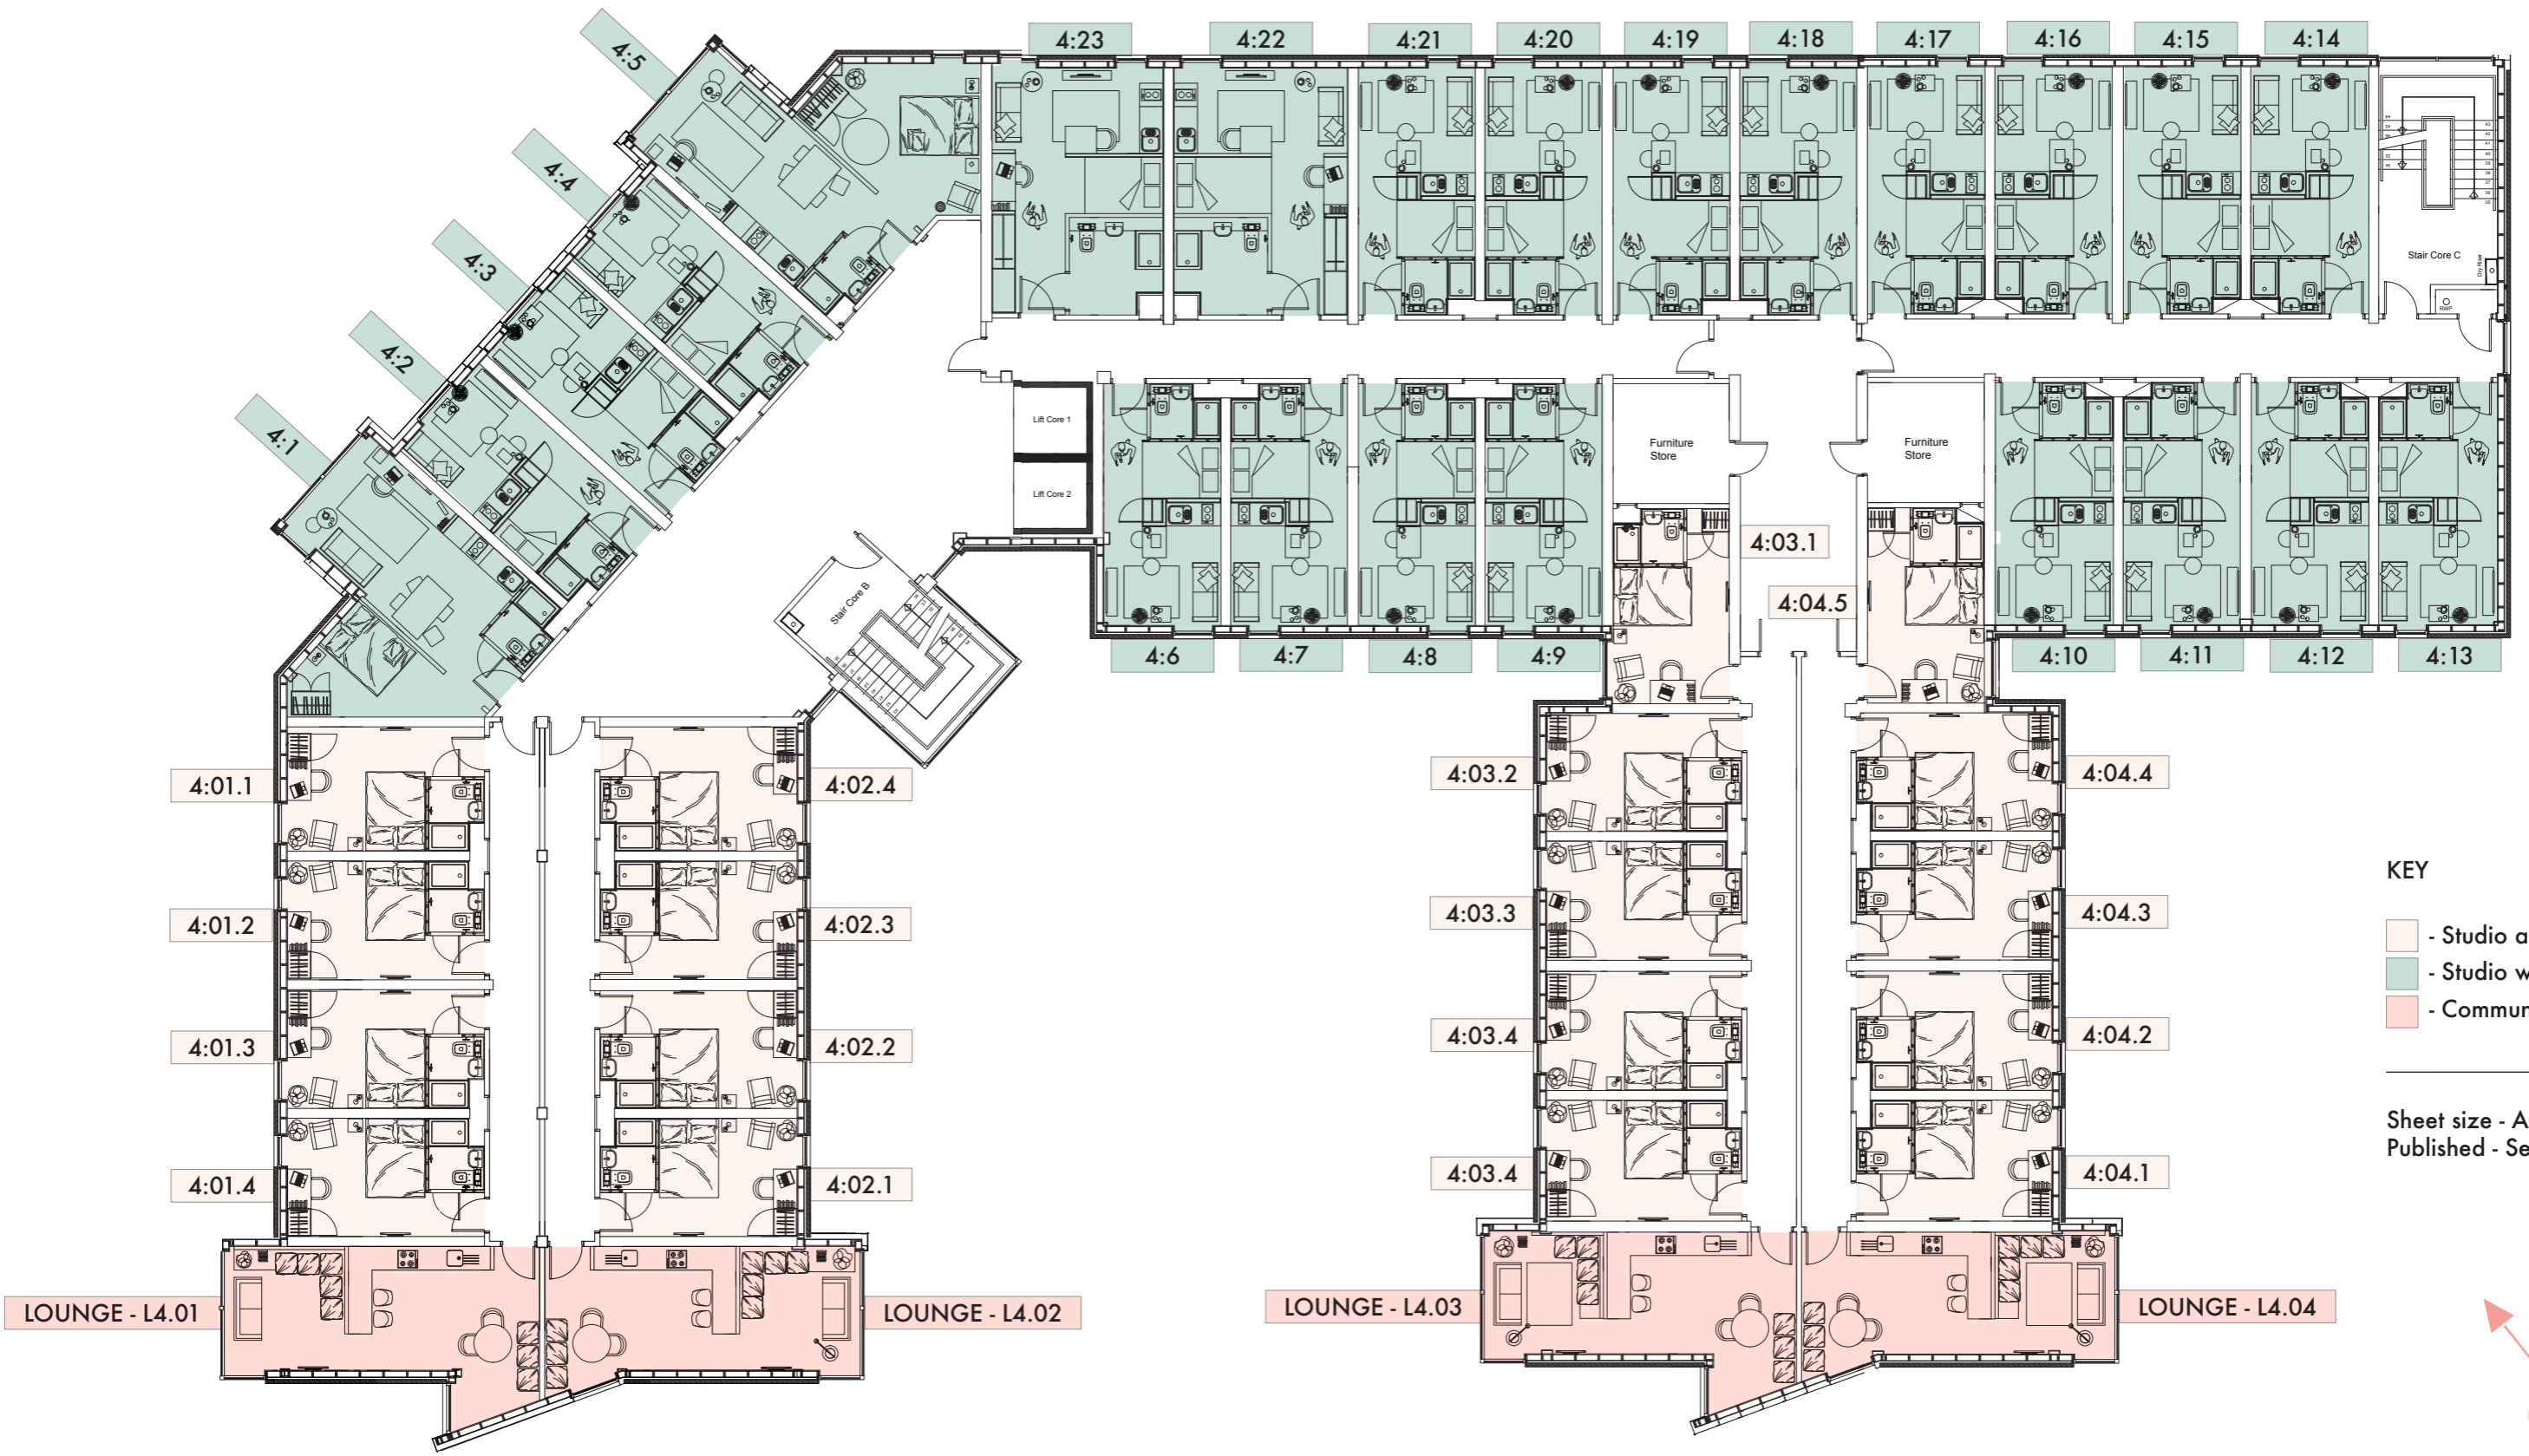 4:5
4:23
4:22
4:21
4:20
4:19
4:18
4:17
4:16
4:15
4:14
4:4
4:3
4:2
4:1
Stair Core C
Dry Riser
RWP
Lift Core 1
Lift Core 2
Furniture
Store
Furniture
Store
Stair Core B
4:03.1
4:04.5
4:6
4:7
4:8
4:9
4:10
4:11
4:12
4:13
4:01.1
4:02.4
4:03.2
4:04.4
4:01.2
4:02.3
4:03.3
4:04.3
4:01.3
4:02.2
4:03.4
4:04.2
4:01.4
4:02.1
4:03.4
4:04.1
LOUNGE - L4.01
LOUNGE - L4.02
LOUNGE - L4.03
LOUNGE - L4.04
KEY
- Studio a
- Studio w
- Commun
Sheet size - A
Published - Se